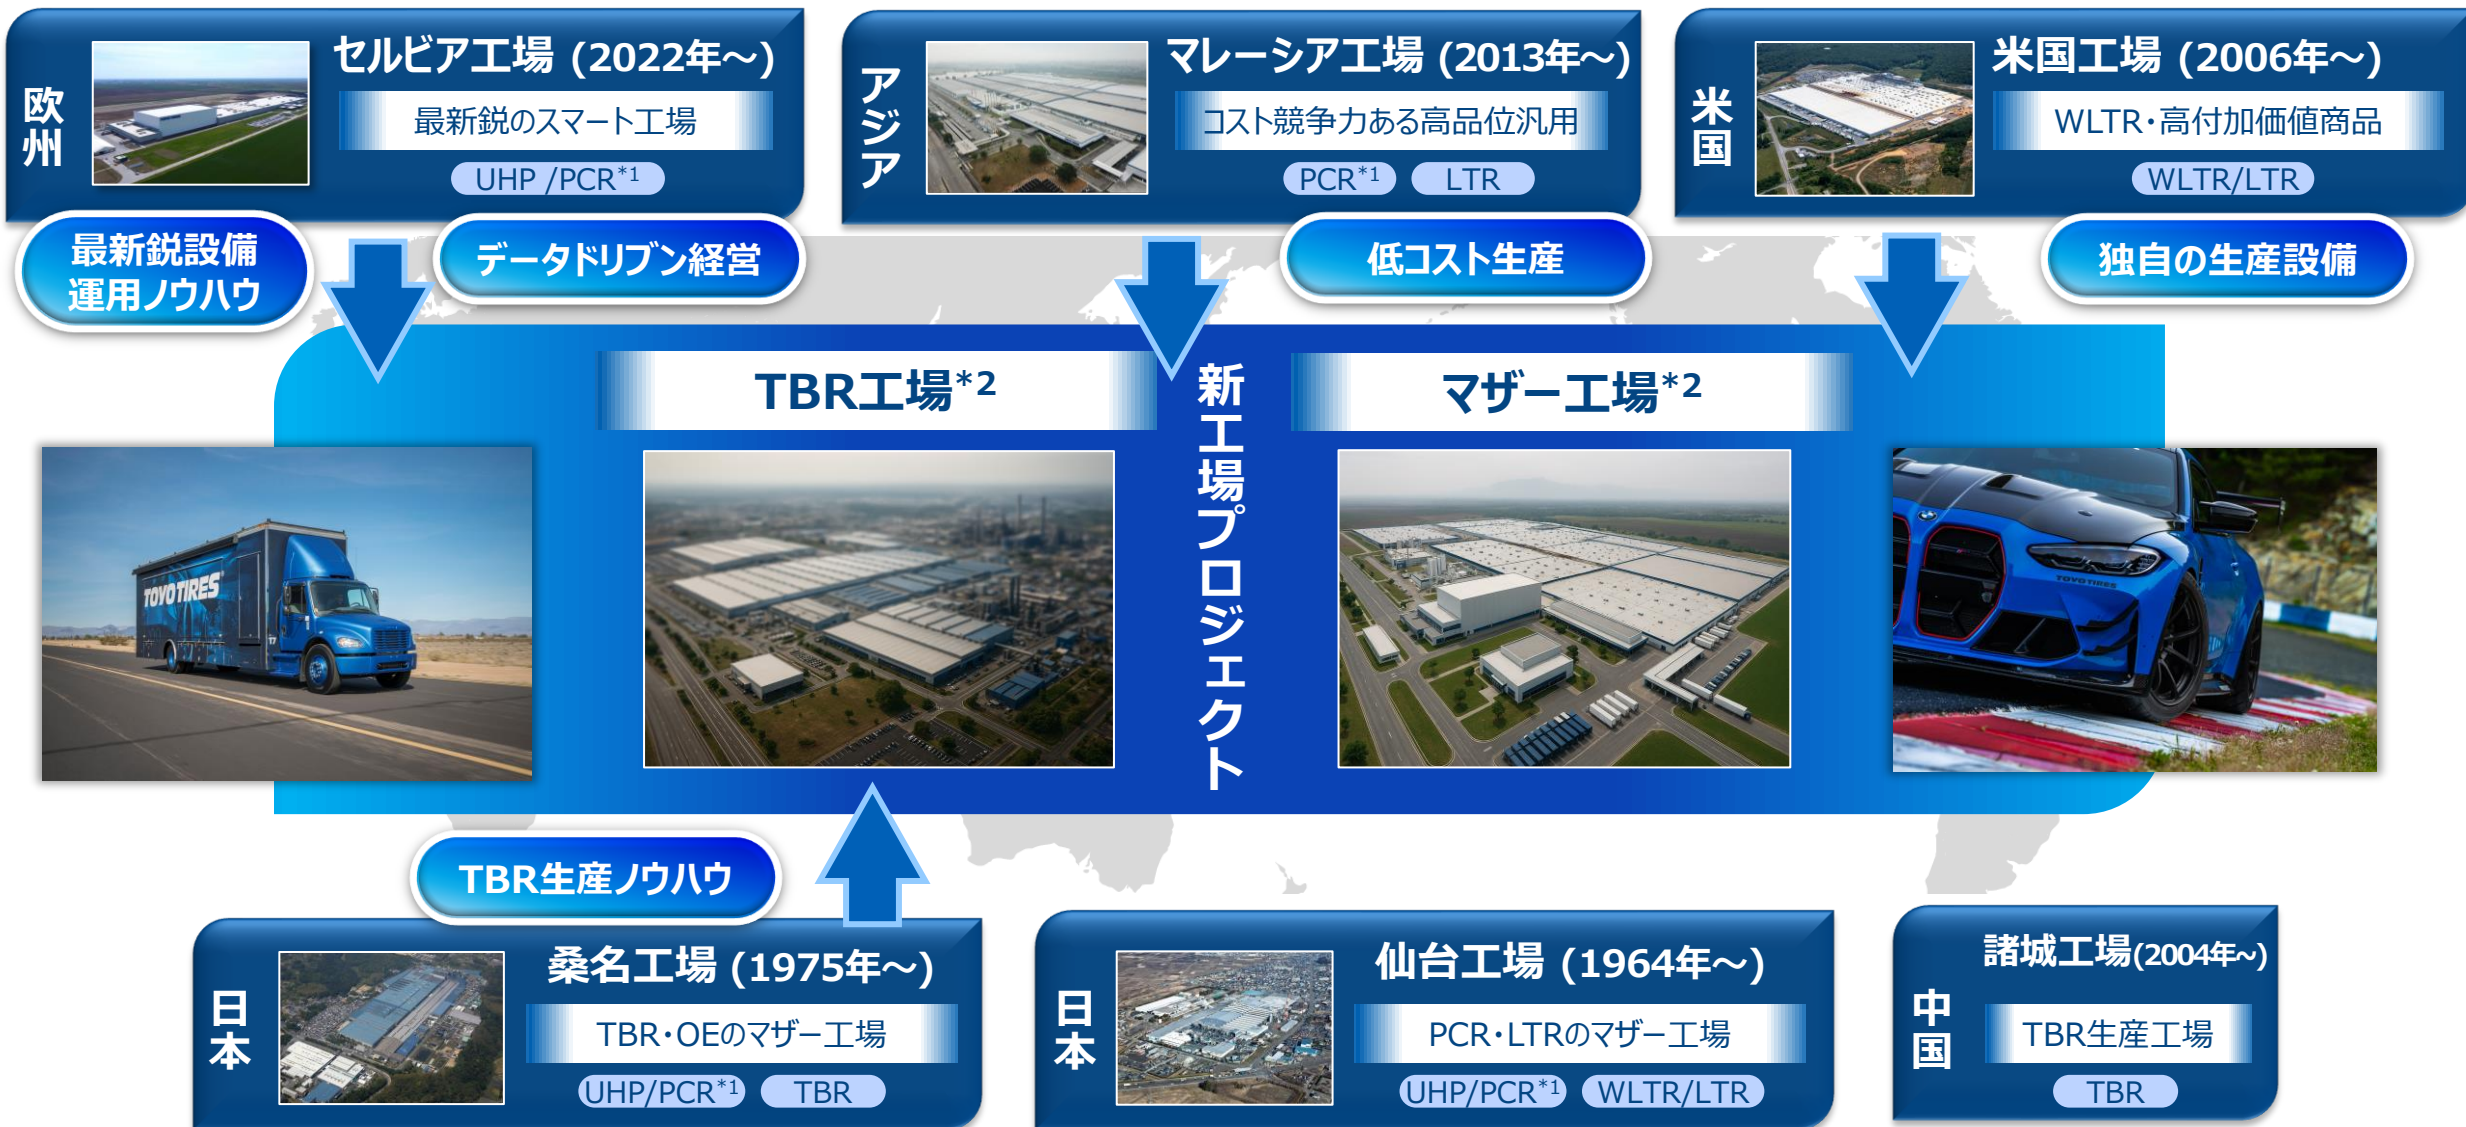 欧州
セルビア工場 (2022年～)
最新鋭のスマート工場
UHP /PCR*1
アジア
マレーシア工場 (2013年～)
コスト競争力ある高品位汎用
PCR*1
LTR
米国
米国工場 (2006年～)
WLTR・高付加価値商品
WLTR/LTR
最新鋭設備
運用ノウハウ
データドリブン経営
低コスト生産
独自の生産設備
TBR工場*2
新工場プロジェクト
マザー工場*2
TOYO TIRES
T7
TOYO TIRES
TBR生産ノウハウ
日本
桑名工場 (1975年～)
TBR・OEのマザー工場
UHP/PCR*1
TBR
日本
仙台工場 (1964年～)
PCR・LTRのマザー工場
UHP/PCR*1
WLTR/LTR
中国
諸城工場(2004年～)
TBR生産工場
TBR